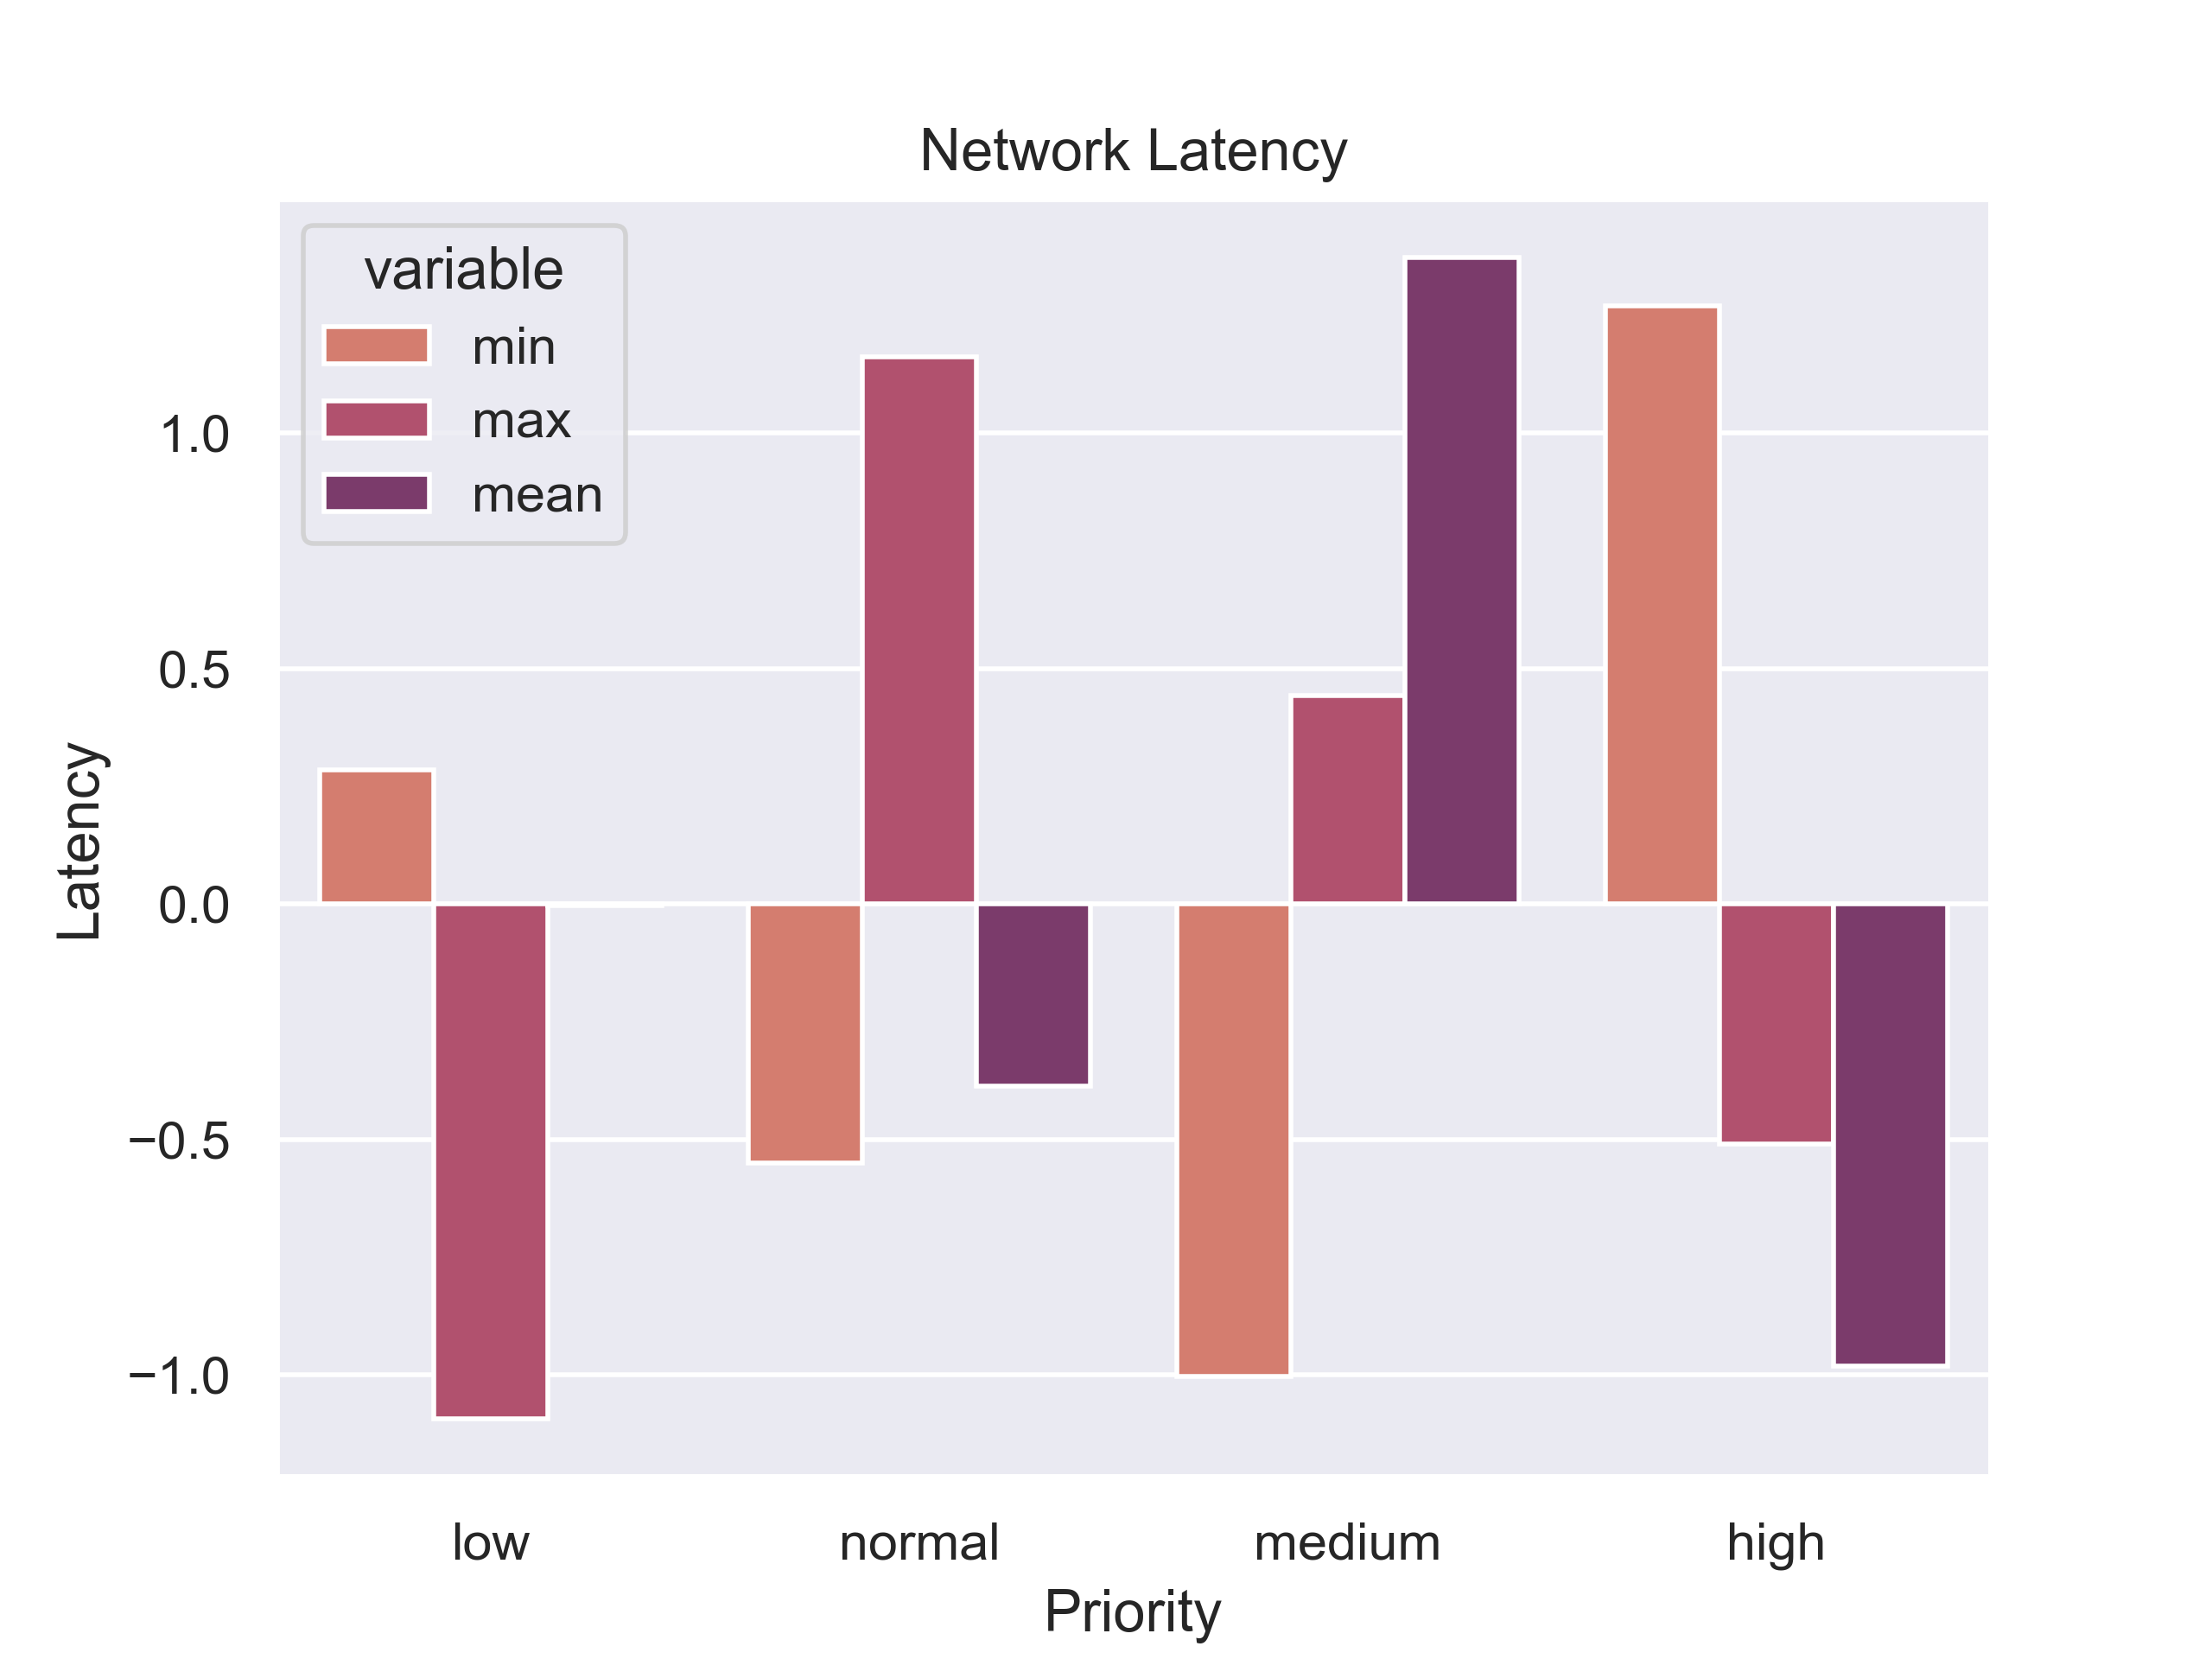 Network Latency
variable
min
max
mean
1.0
0.5
0.0
−0.5
−1.0
Latency
low normal medium high
Priority